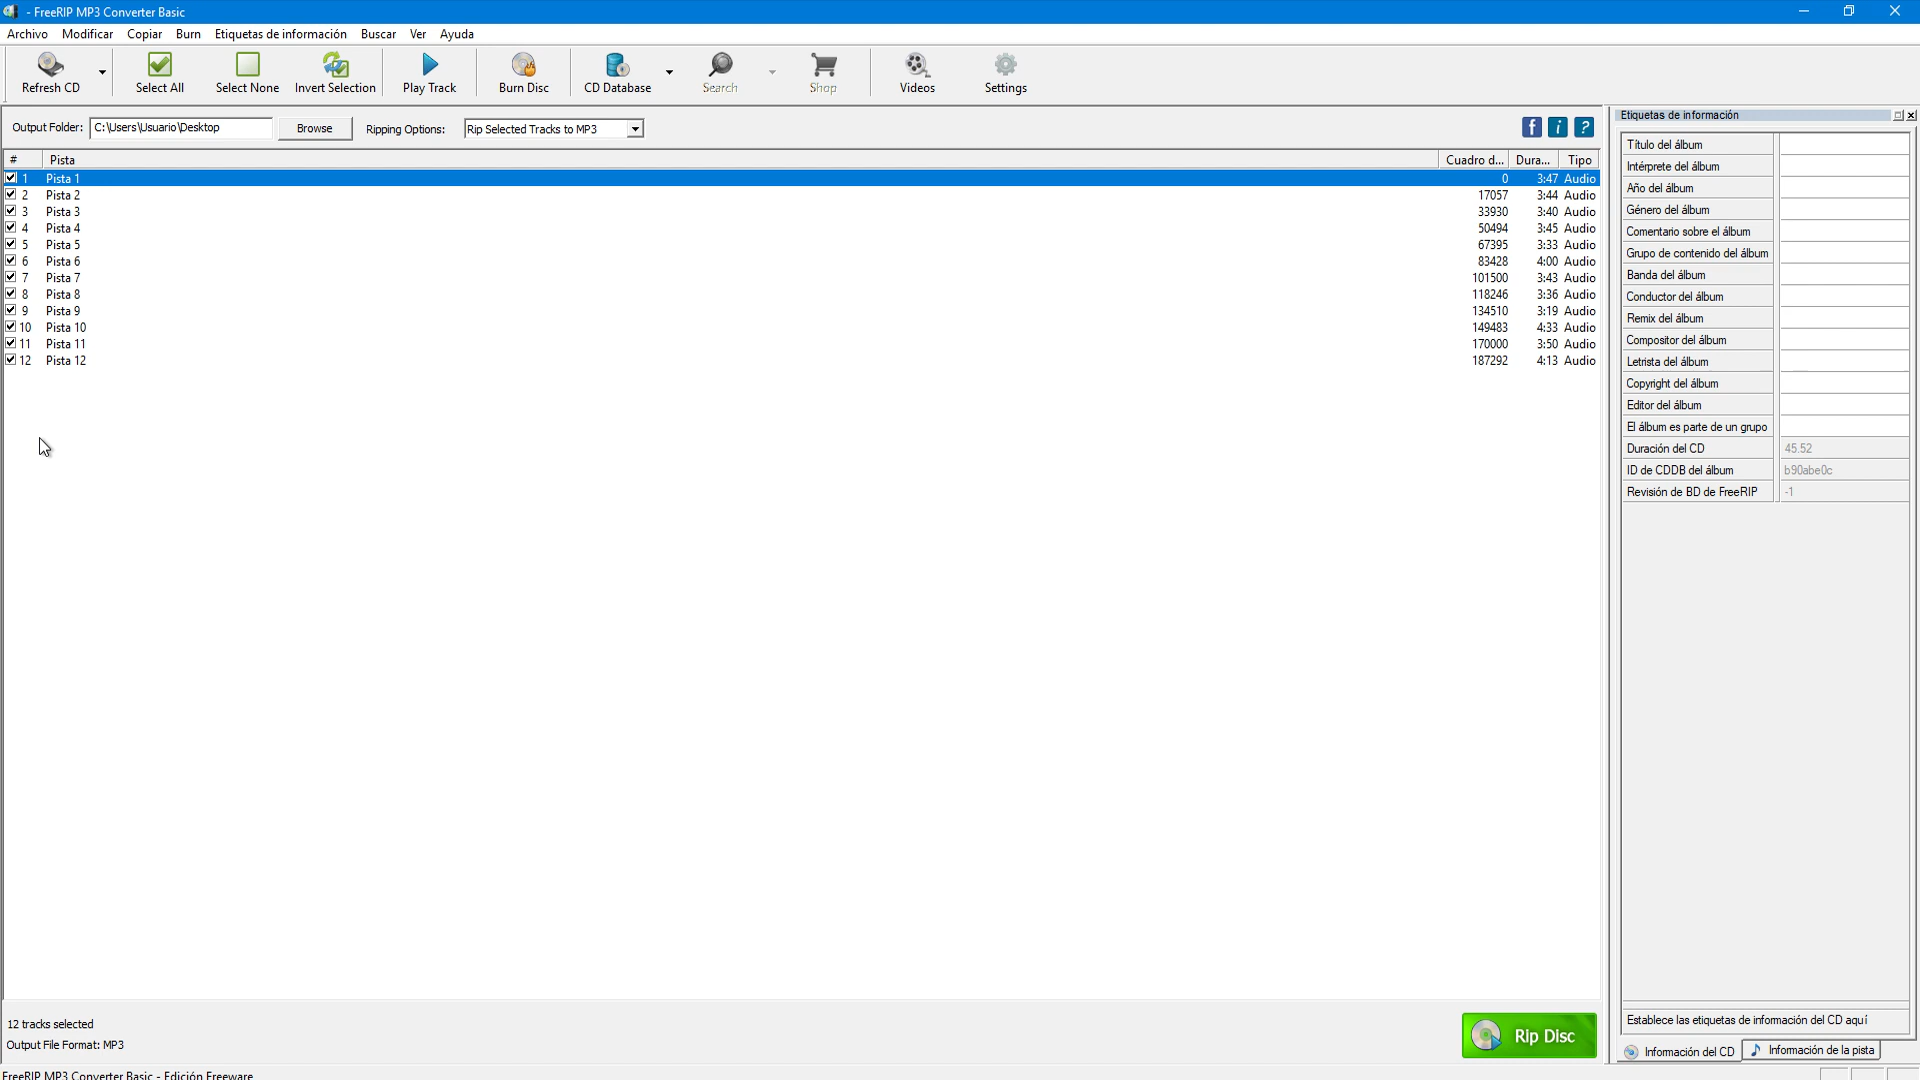 - FreeRIP MP3 Converter Basic
Archivo Modificar Copiar Burn Etiquetas de información Buscar Ver Ayuda
Refresh CD Select All Select None Invert Selection Play Track Burn Disc CD Database Search Shop Videos Settings
Output Folder: C:\Users\Usuario\Desktop Browse Ripping Options: Rip Selected Tracks to MP3 f i ?
# Pista Cuadro d... Dura... Tipo
1 Pista 1 0 3:47 Audio
2 Pista 2 17057 3:44 Audio
3 Pista 3 33930 3:40 Audio
4 Pista 4 50494 3:45 Audio
5 Pista 5 67395 3:33 Audio
6 Pista 6 83428 4:00 Audio
7 Pista 7 101500 3:43 Audio
8 Pista 8 118246 3:36 Audio
9 Pista 9 134510 3:19 Audio
10 Pista 10 149483 4:33 Audio
11 Pista 11 170000 3:50 Audio
12 Pista 12 187292 4:13 Audio
12 tracks selected
Output File Format: MP3
Rip Disc
FreeRIP MP3 Converter Basic - Edición Freeware
Etiquetas de información
Título del álbum
Intérprete del álbum
Año del álbum
Género del álbum
Comentario sobre el álbum
Grupo de contenido del álbum
Banda del álbum
Conductor del álbum
Remix del álbum
Compositor del álbum
Letrista del álbum
Copyright del álbum
Editor del álbum
El álbum es parte de un grupo
Duración del CD 45.52
ID de CDDB del álbum b90abe0c
Revisión de BD de FreeRIP -1
Establece las etiquetas de información del CD aquí
Información del CD Información de la pista